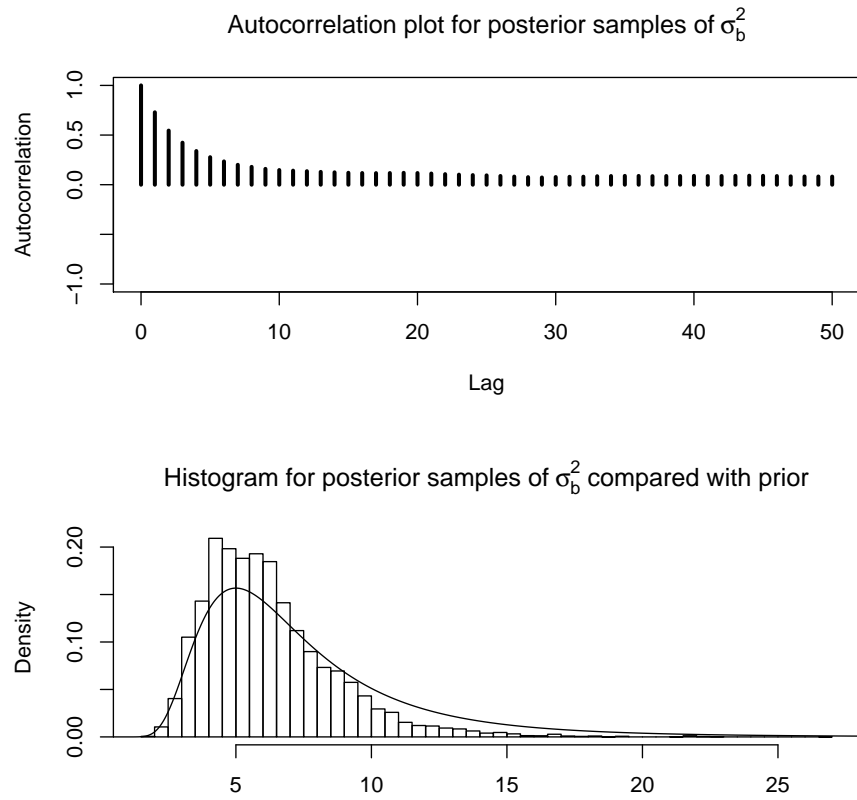 Autocorrelation plot for posterior samples of σ_b^2
Autocorrelation
1.0
0.5
0.0
−1.0
0 10 20 30 40 50
Lag
Histogram for posterior samples of σ_b^2 compared with prior
Density
0.20
0.10
0.00
5 10 15 20 25